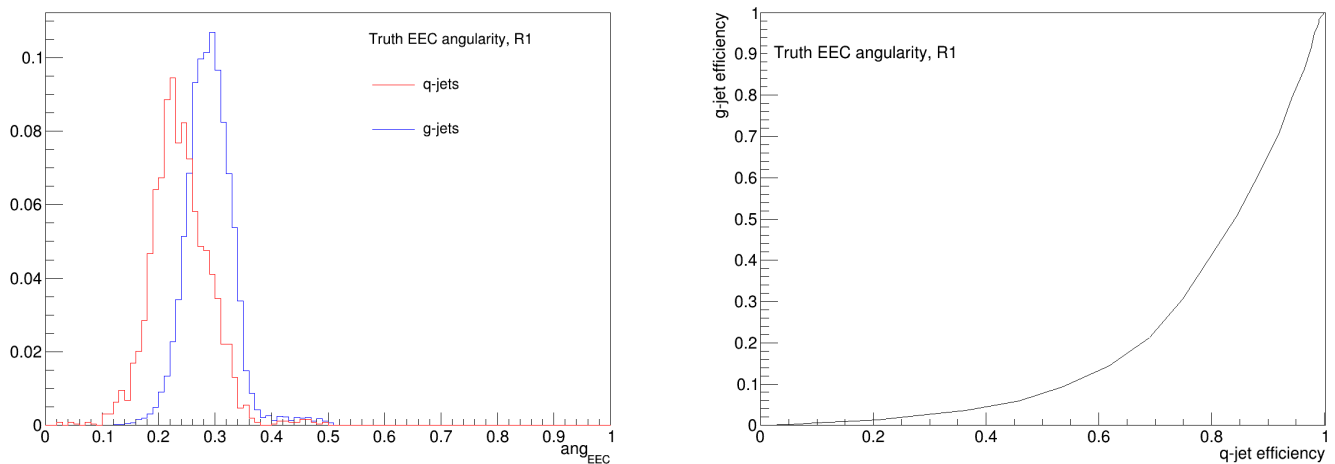 Truth EEC angularity, R1
q-jets
g-jets
0.1
0.08
0.06
0.04
0.02
0
0 0.1 0.2 0.3 0.4 0.5 0.6 0.7 0.8 0.9 1
ang_EEC
g-jet efficiency
Truth EEC angularity, R1
1
0.9
0.8
0.7
0.6
0.5
0.4
0.3
0.2
0.1
0
0 0.2 0.4 0.6 0.8 1
q-jet efficiency